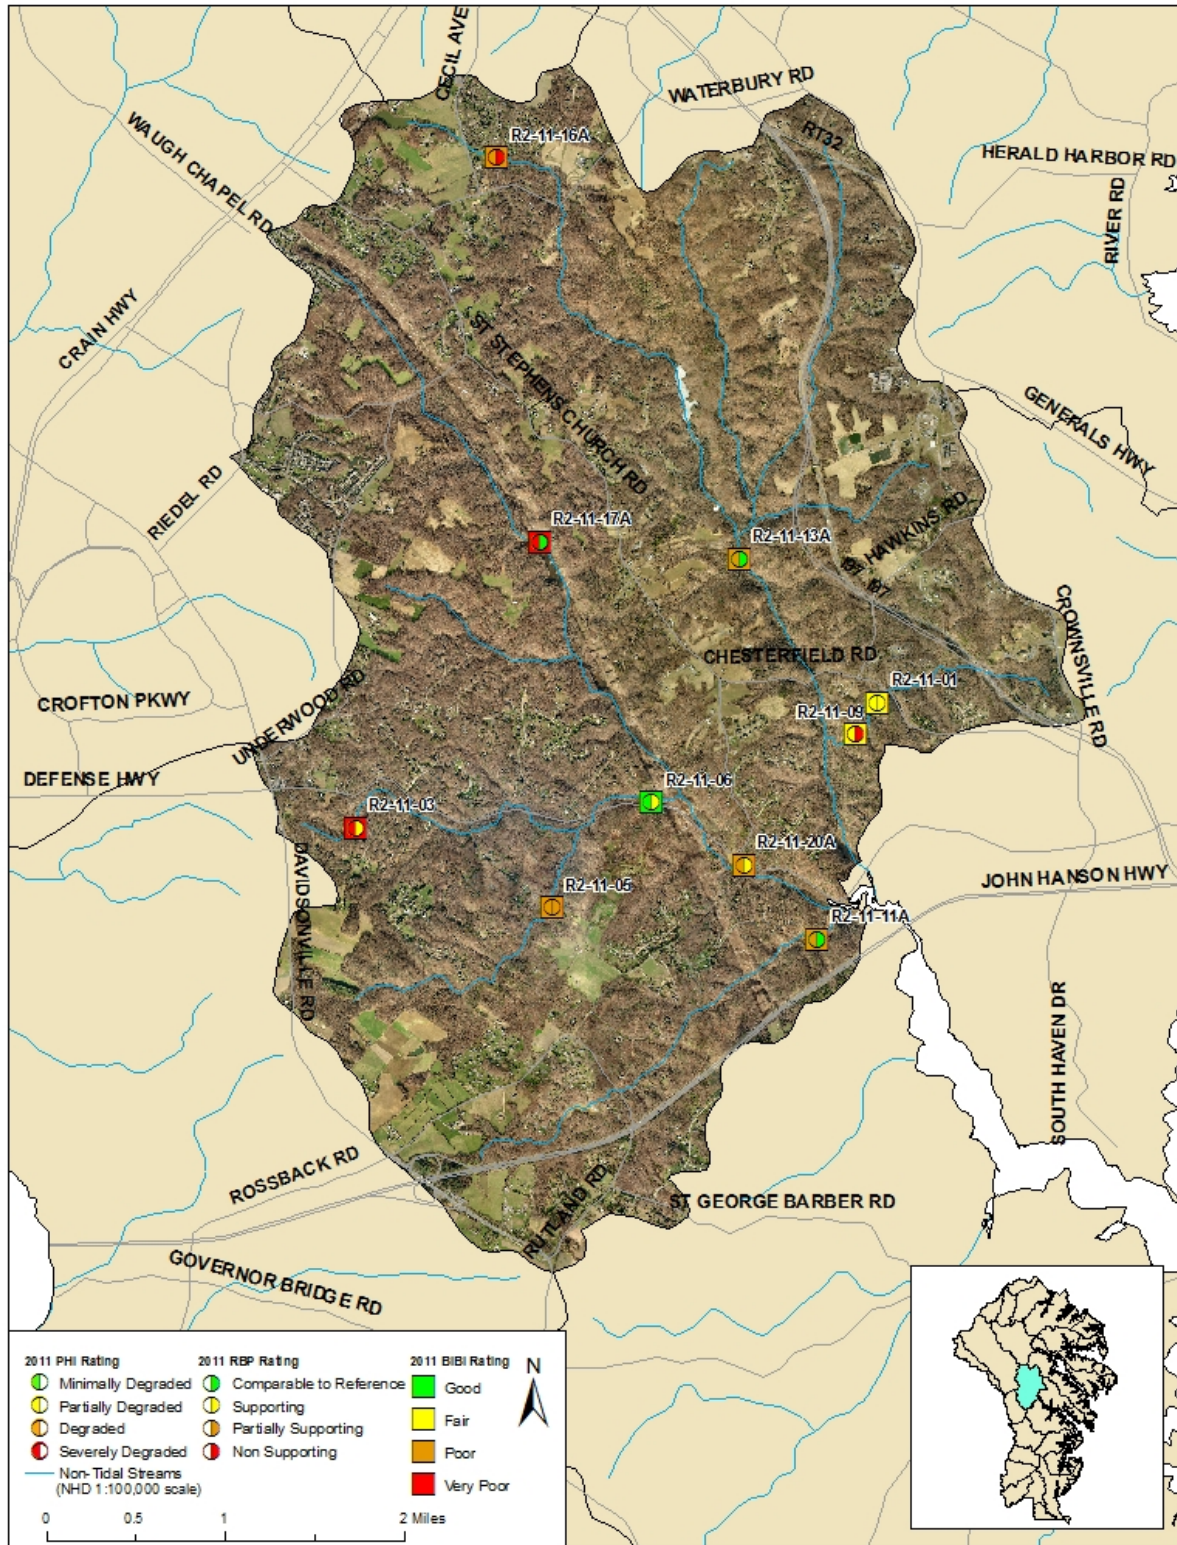 CECIL AVE
WATERBURY RD
WAUGH CHAPEL RD
R2-11-16A
RT32
HERALD HARBOR RD
RIVER RD
CRAIN HWY
ST STEPHENS CHURCH RD
GENERALS HWY
RIEDEL RD
HAWKINS RD
R2-11-17A
R2-11-13A
CROWNSVILLE RD
CHESTERFIELD RD
R2-11-01
CROFTON PKWY
UNDERWOOD RD
R2-11-09
DEFENSE HWY
R2-11-06
R2-11-03
R2-11-20A
DAVIDSONVILLE RD
R2-11-05
JOHN HANSON HWY
R2-11-11A
SOUTH HAVEN DR
ROSSBACK RD
RUTLAND RD
ST GEORGE BARBER RD
GOVERNOR BRIDGE RD
2011 PHI Rating
Minimally Degraded
Partially Degraded
Degraded
Severely Degraded
Non-Tidal Streams
(NHD 1:100,000 scale)
2011 RBP Rating
Comparable to Reference
Supporting
Partially Supporting
Non Supporting
2011 BIBI Rating
Good
Fair
Poor
Very Poor
N
0 0.5 1 2 Miles